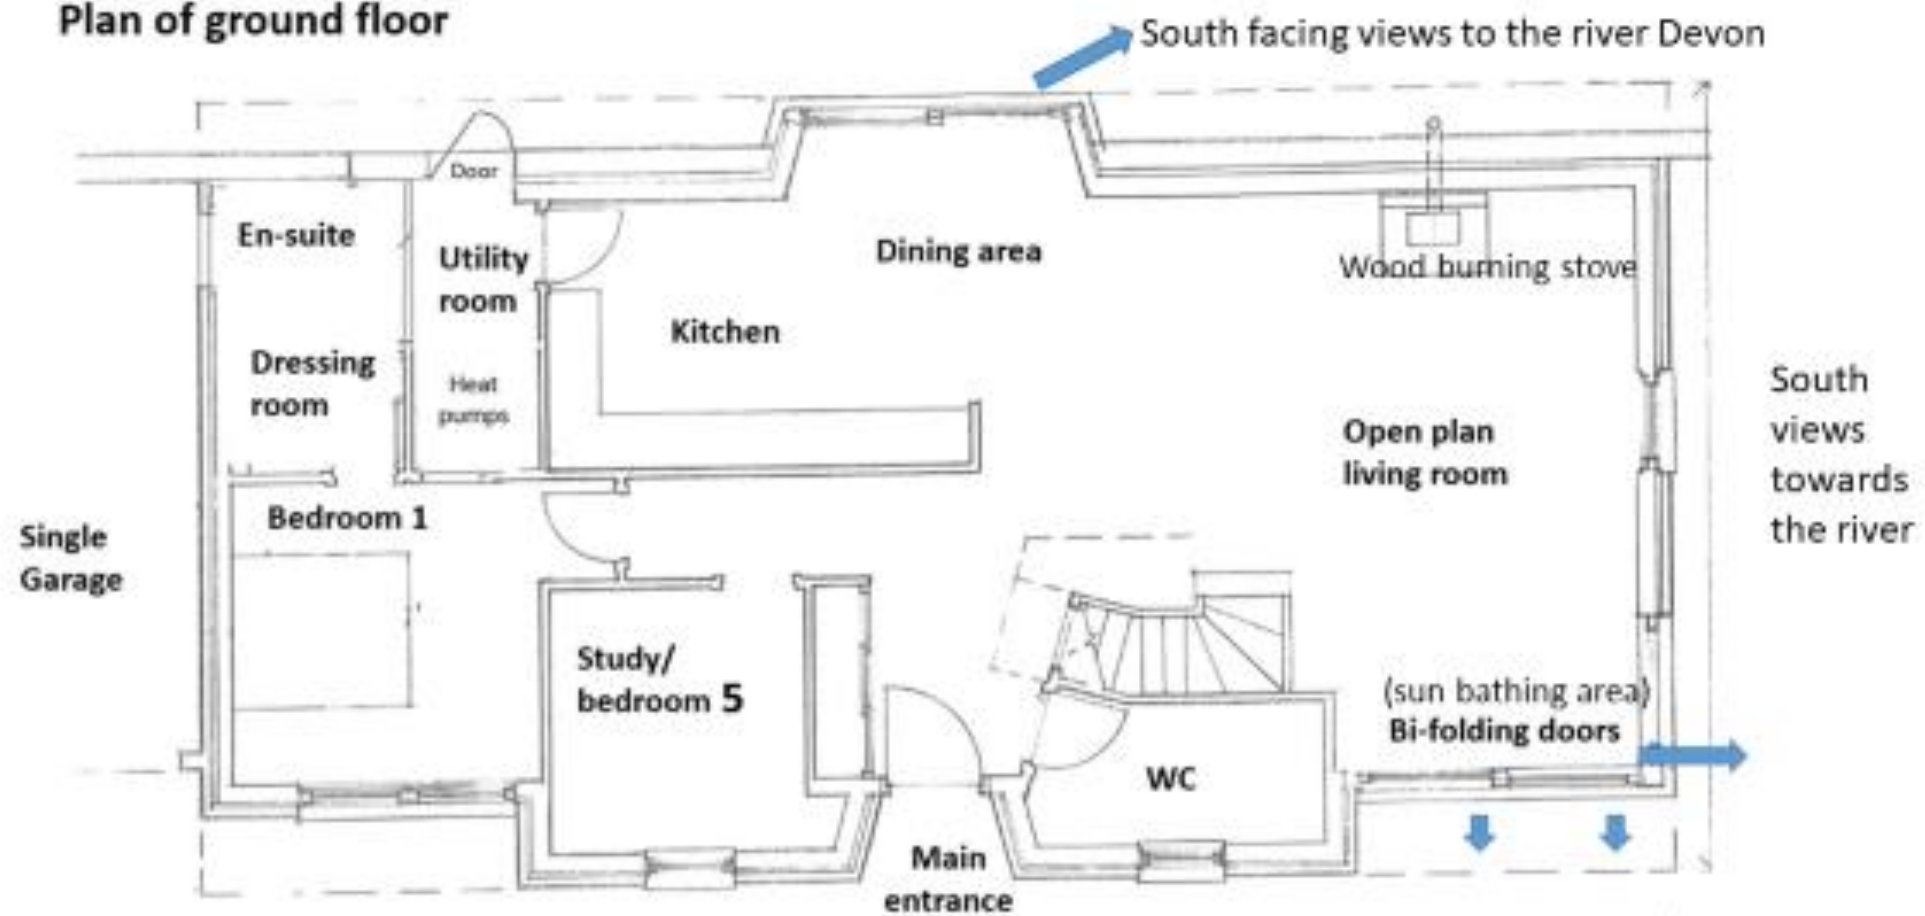 Plan of ground floor
South facing views to the river Devon
Door
En-suite
Utility
room
Dining area
Wood burning stove
Kitchen
Dressing
room
Heat
pumps
South
views
towards
the river
Open plan
living room
Bedroom 1
Single
Garage
Study/
bedroom 5
(sun bathing area)
Bi-folding doors
WC
Main
entrance